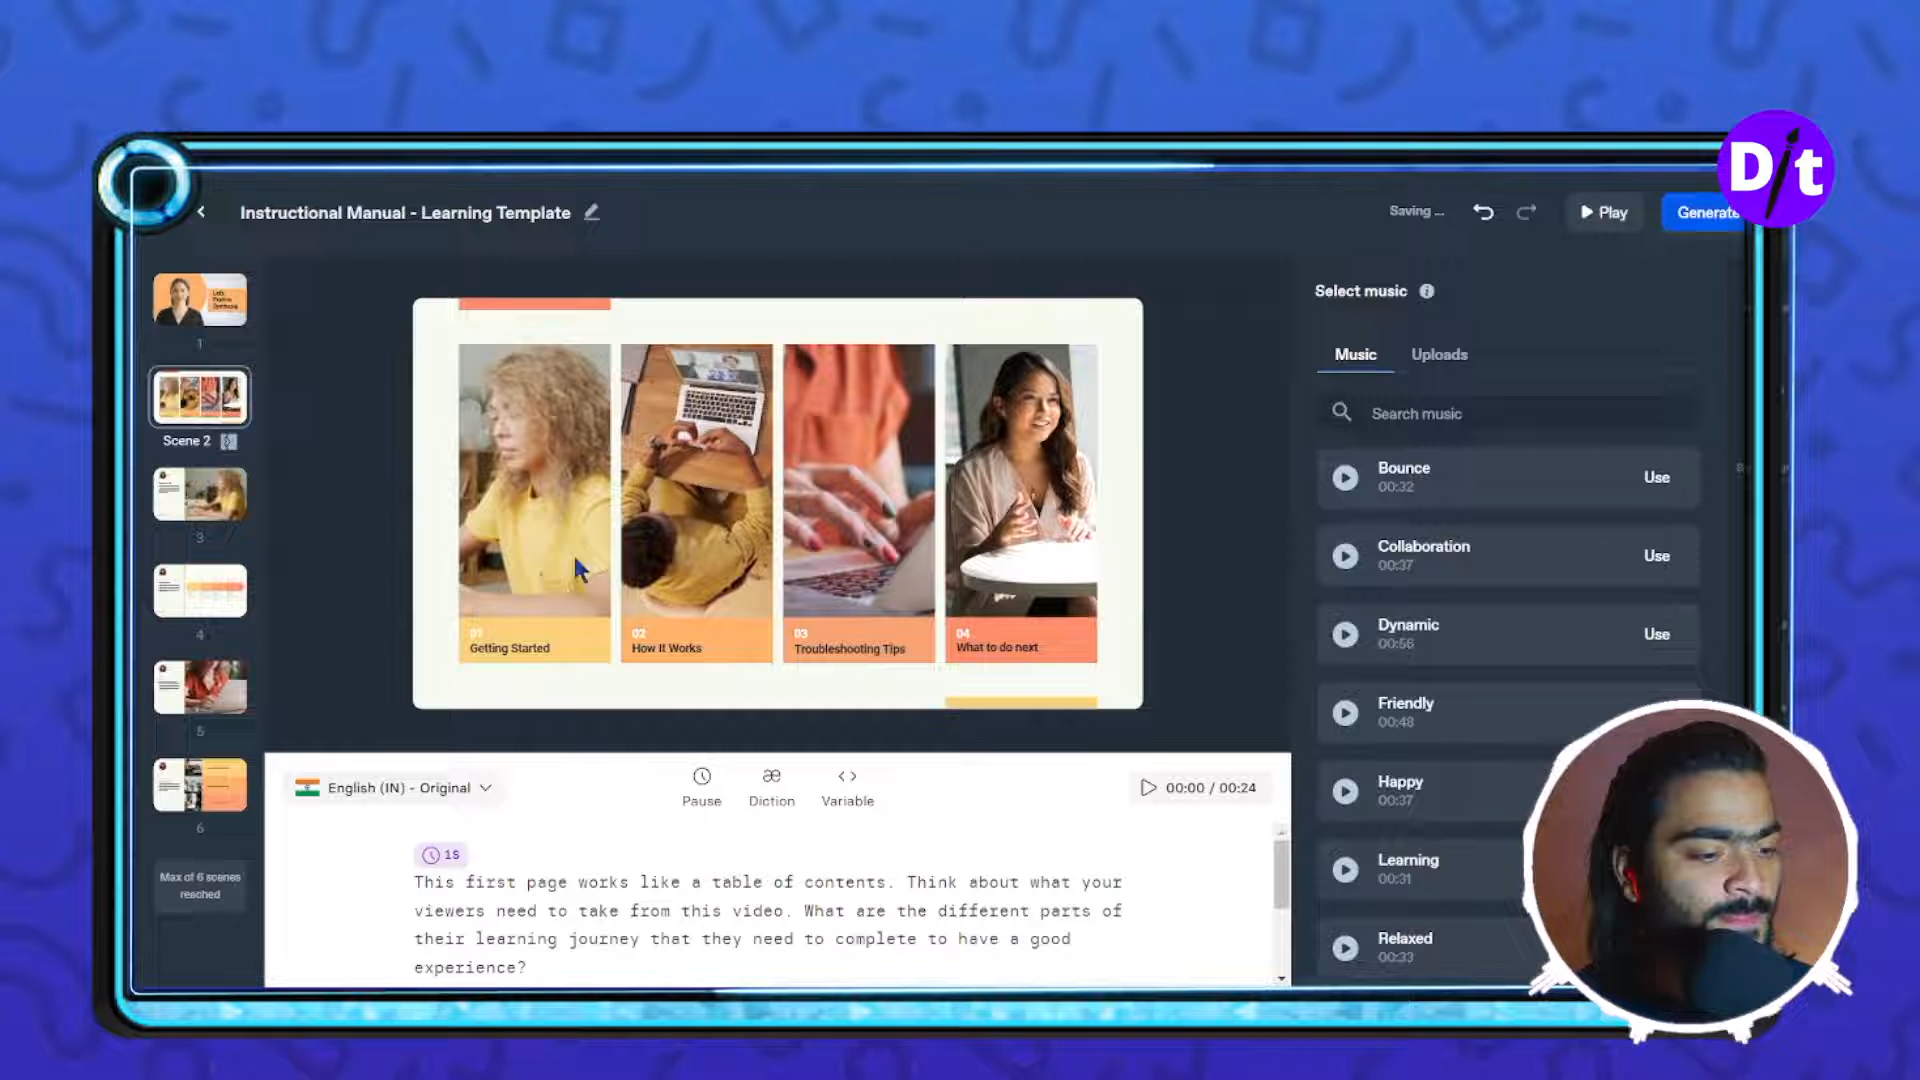 D/t
Instructional Manual - Learning Template
Saving ...
Play
Generate
1
Scene 2
3
4
5
6
Max of 6 scenes
reached
01
Getting Started
02
How It Works
03
Troubleshooting Tips
04
What to do next
English (IN) - Original
Pause
æ
Diction
< >
Variable
00:00 / 00:24
1S
This first page works like a table of contents. Think about what your
viewers need to take from this video. What are the different parts of
their learning journey that they need to complete to have a good
experience?
Select music
Music
Uploads
Search music
Bounce
00:32
Use
Collaboration
00:37
Use
Dynamic
00:56
Use
Friendly
00:48
Happy
00:37
Learning
00:31
Relaxed
00:33